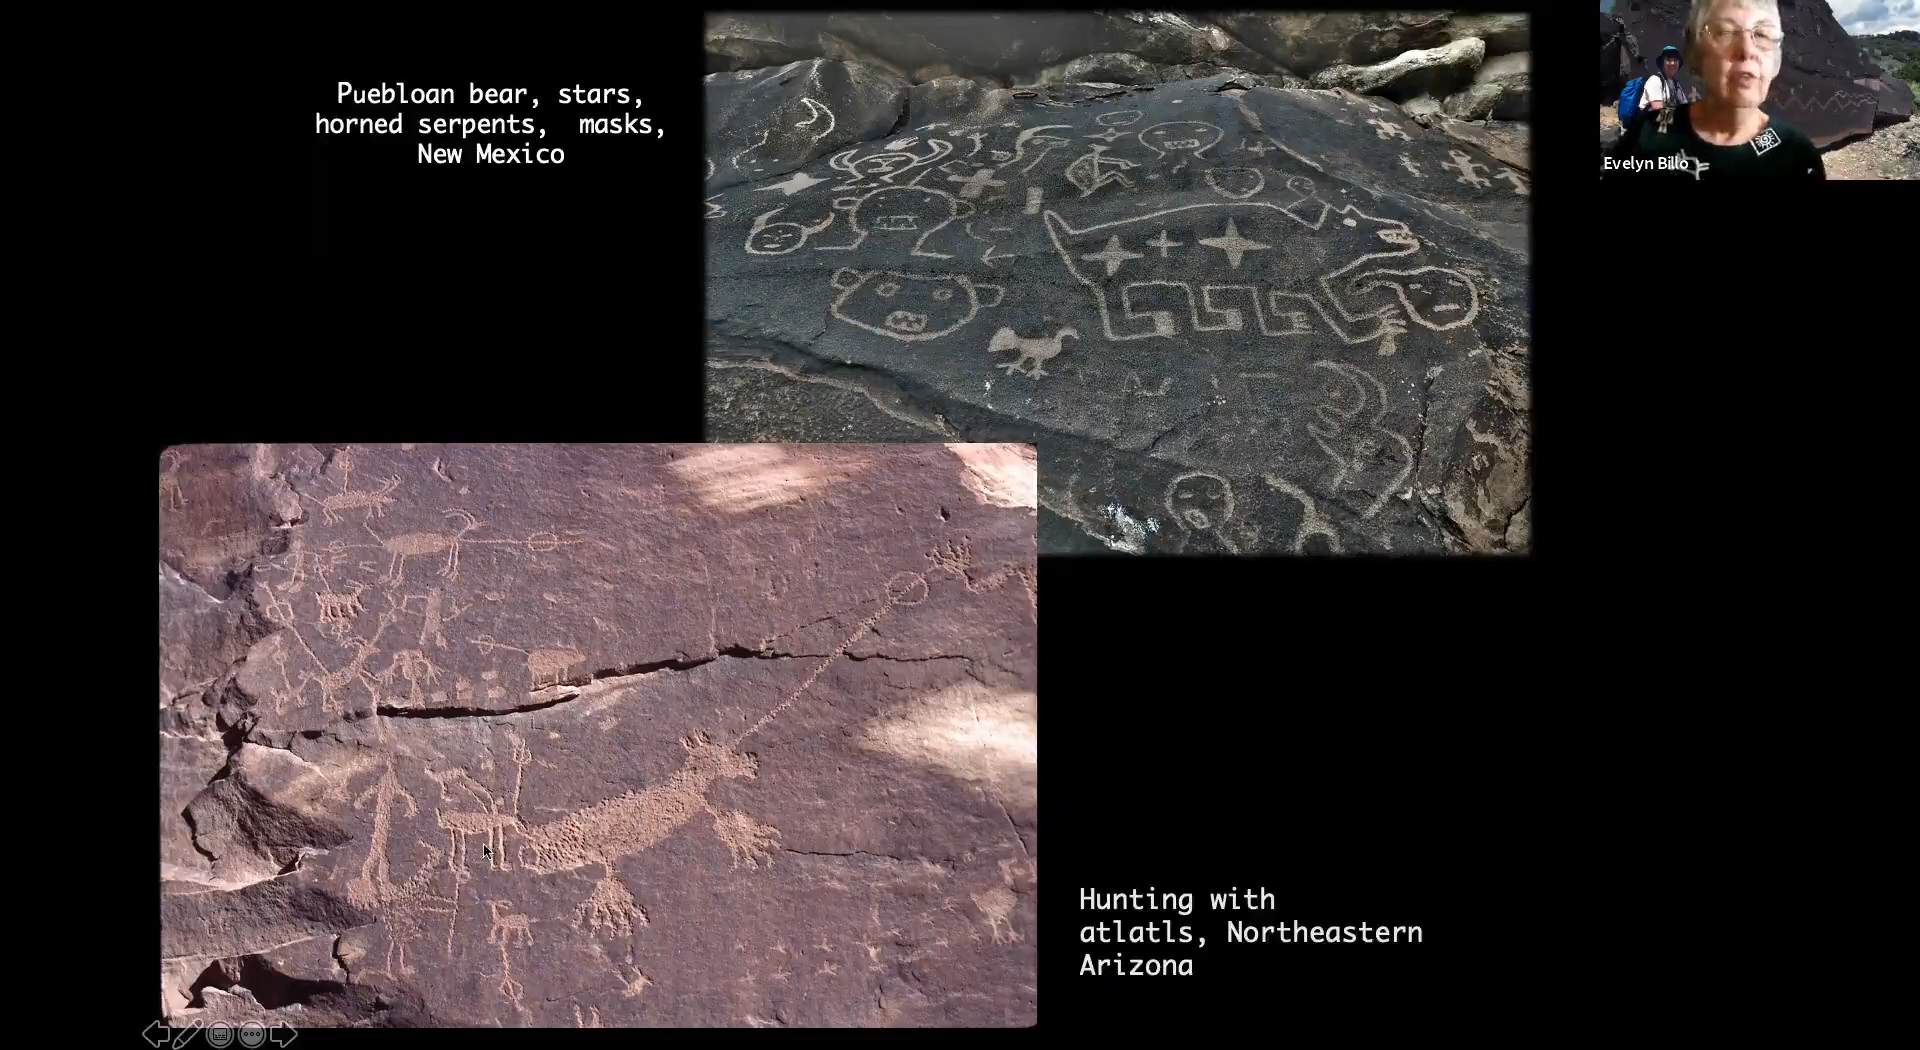 Puebloan bear, stars,
horned serpents, masks,
New Mexico
Evelyn Billo
Hunting with
atlatls, Northeastern
Arizona